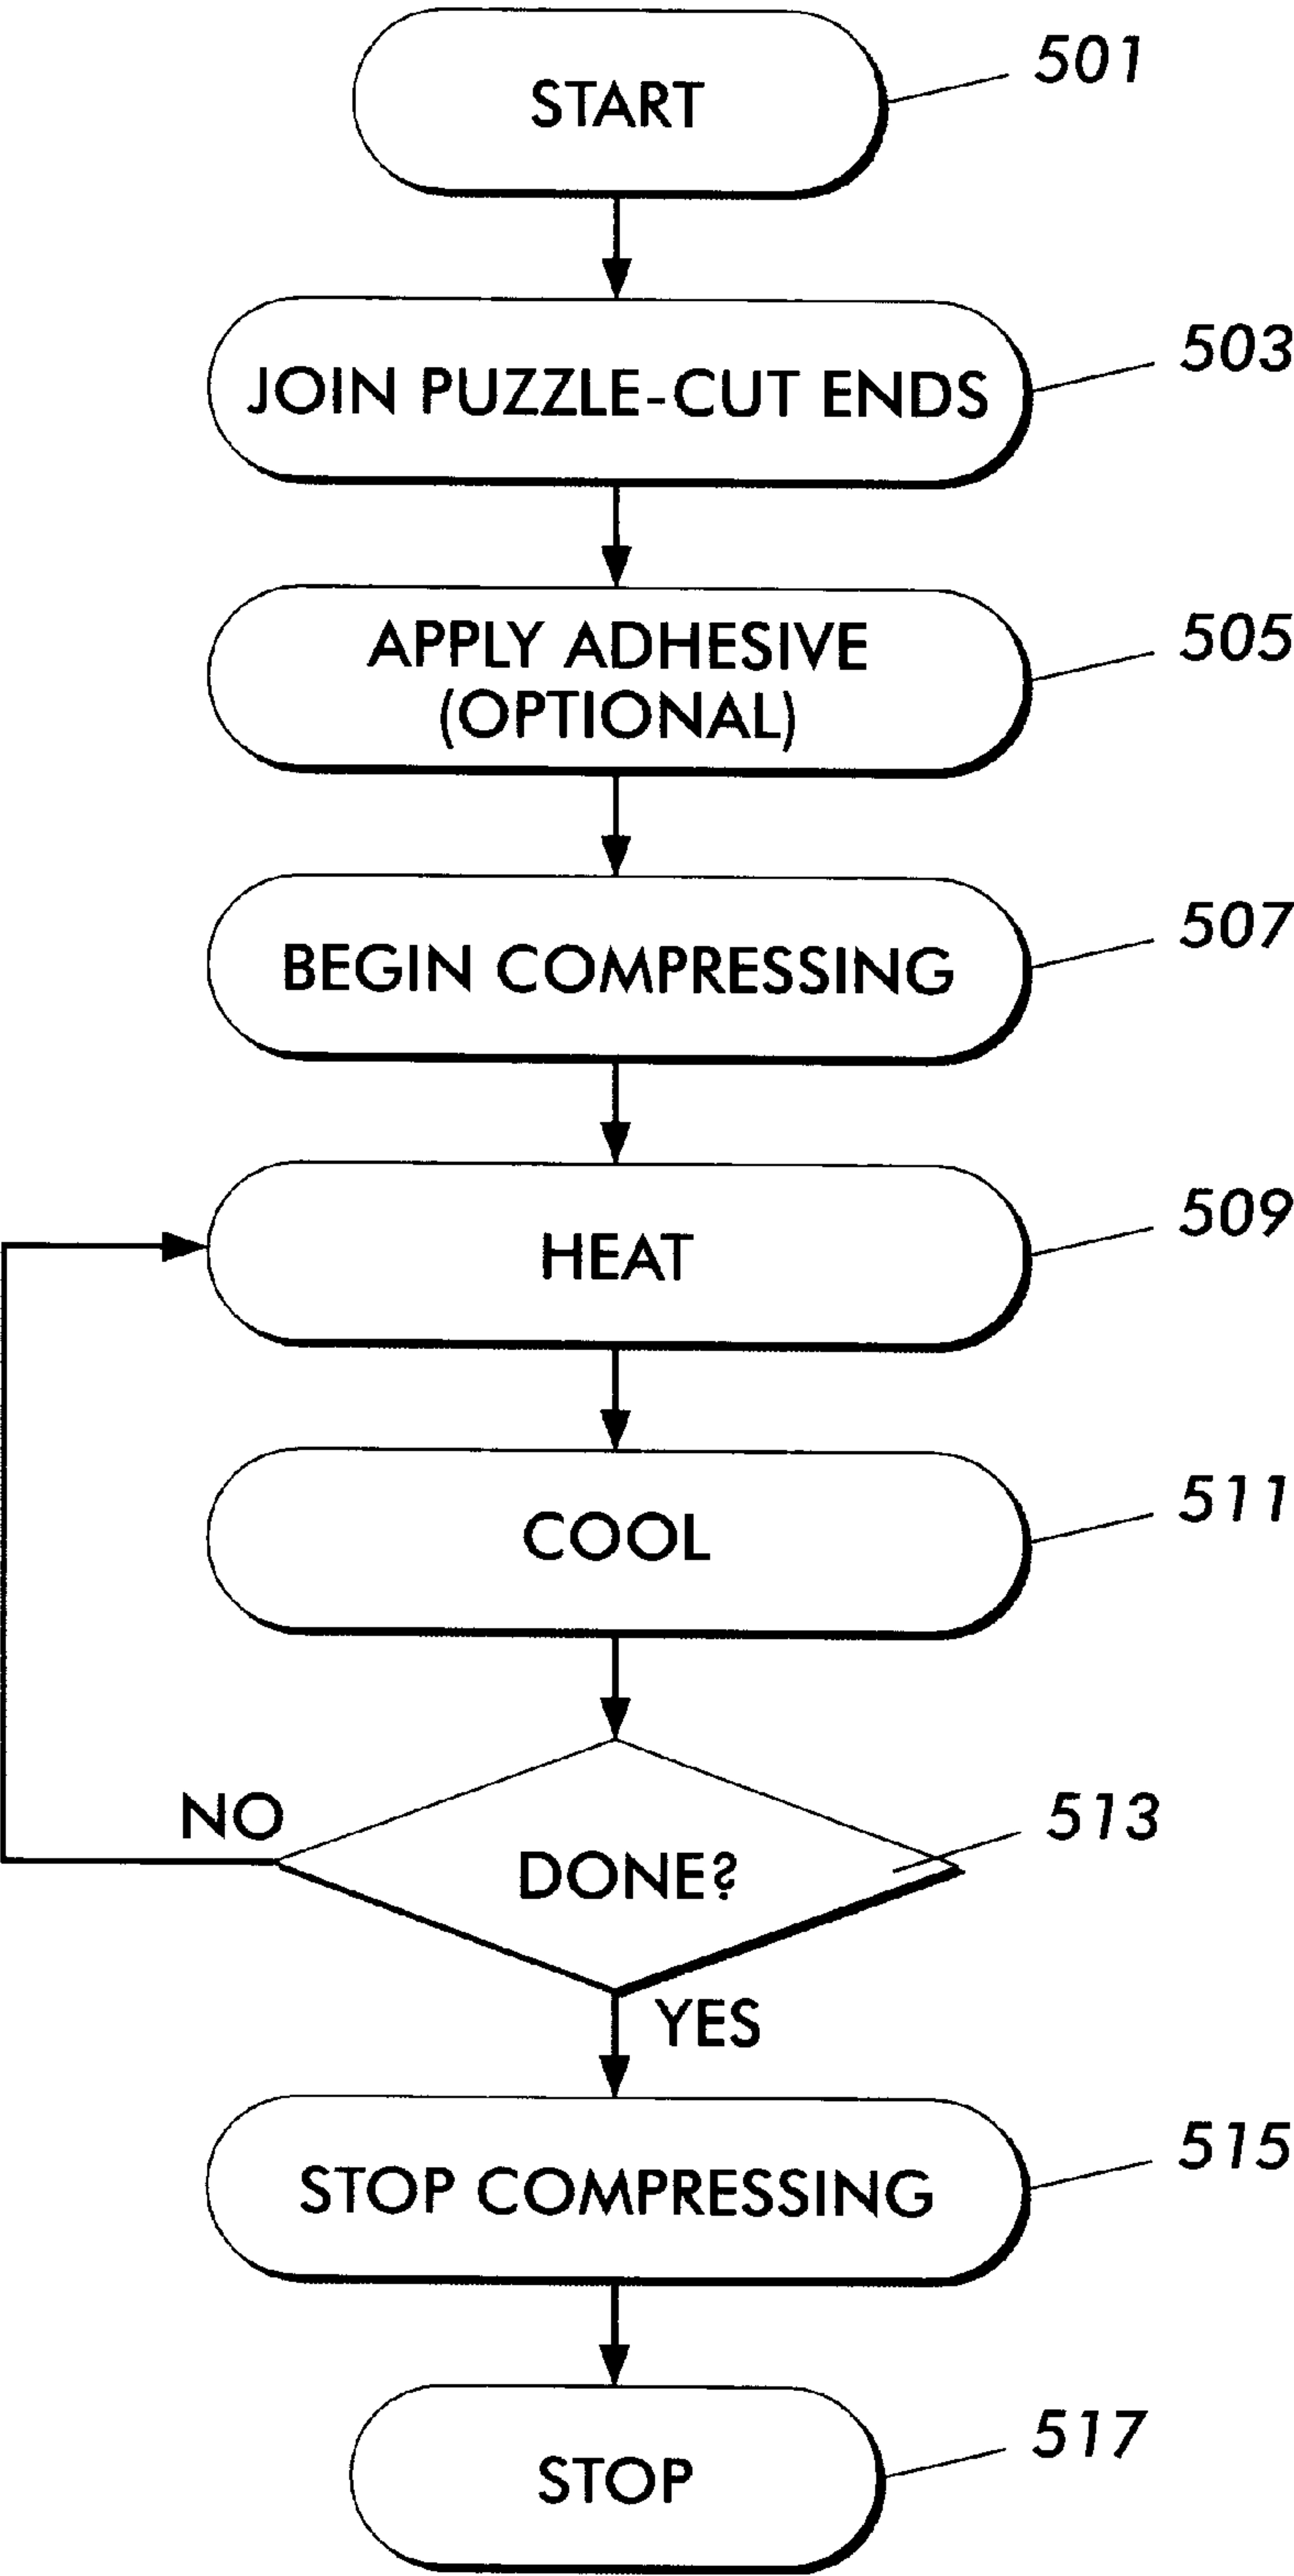 START
501
JOIN PUZZLE-CUT ENDS
503
APPLY ADHESIVE
(OPTIONAL)
505
BEGIN COMPRESSING
507
HEAT
509
COOL
511
NO
DONE?
513
YES
STOP COMPRESSING
515
STOP
517